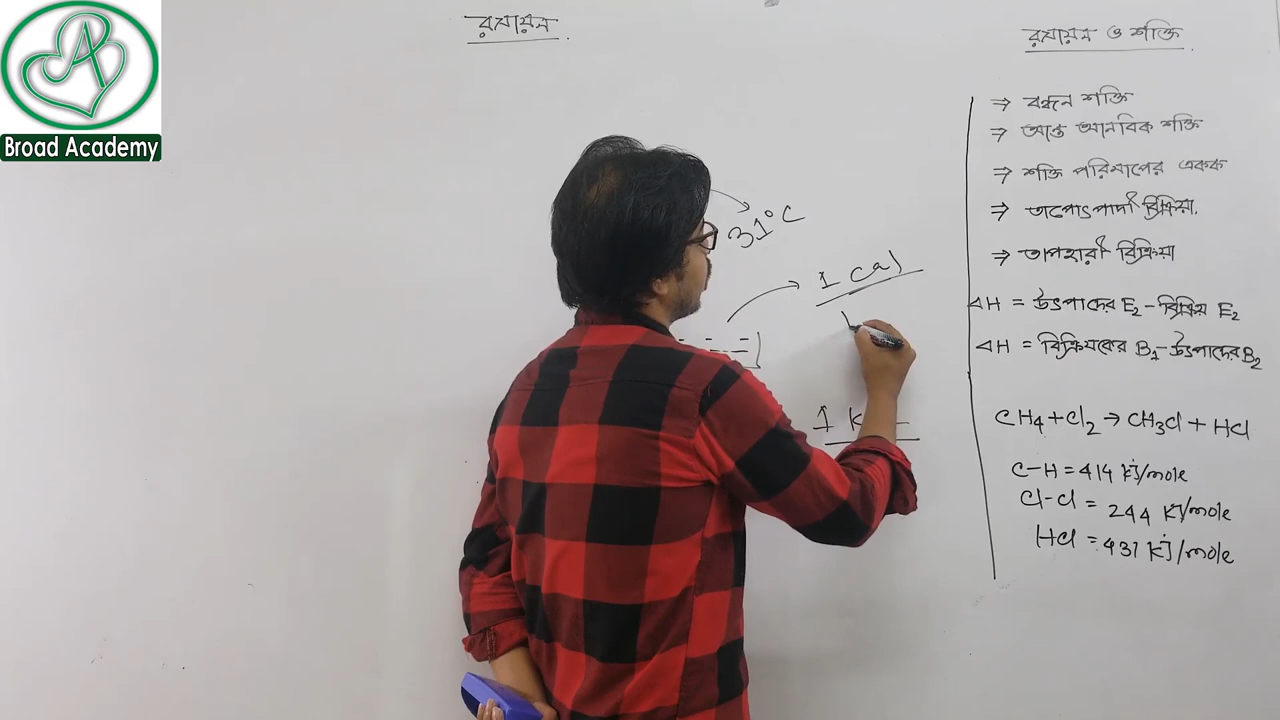 Broad Academy
রসায়ন
31°C
1 Cal
1 K
রসায়ন ও শক্তি
⇒ বন্ধন শক্তি
⇒ আন্ত আনবিক শক্তি
⇒ শক্তি পরিমাপের একক
⇒ তাপোৎপাদী বিক্রিয়া.
⇒ তাপহারী বিক্রিয়া
ΔH = উৎপাদের E₂ - বিক্রিয় E₂
ΔH = বিক্রিয়কের B₁ - উৎপাদের B₂
CH₄ + Cl₂ → CH₃Cl + HCl
C-H = 414 kJ/mole
Cl-Cl = 244 kJ/mole
HCl = 431 kJ/mole